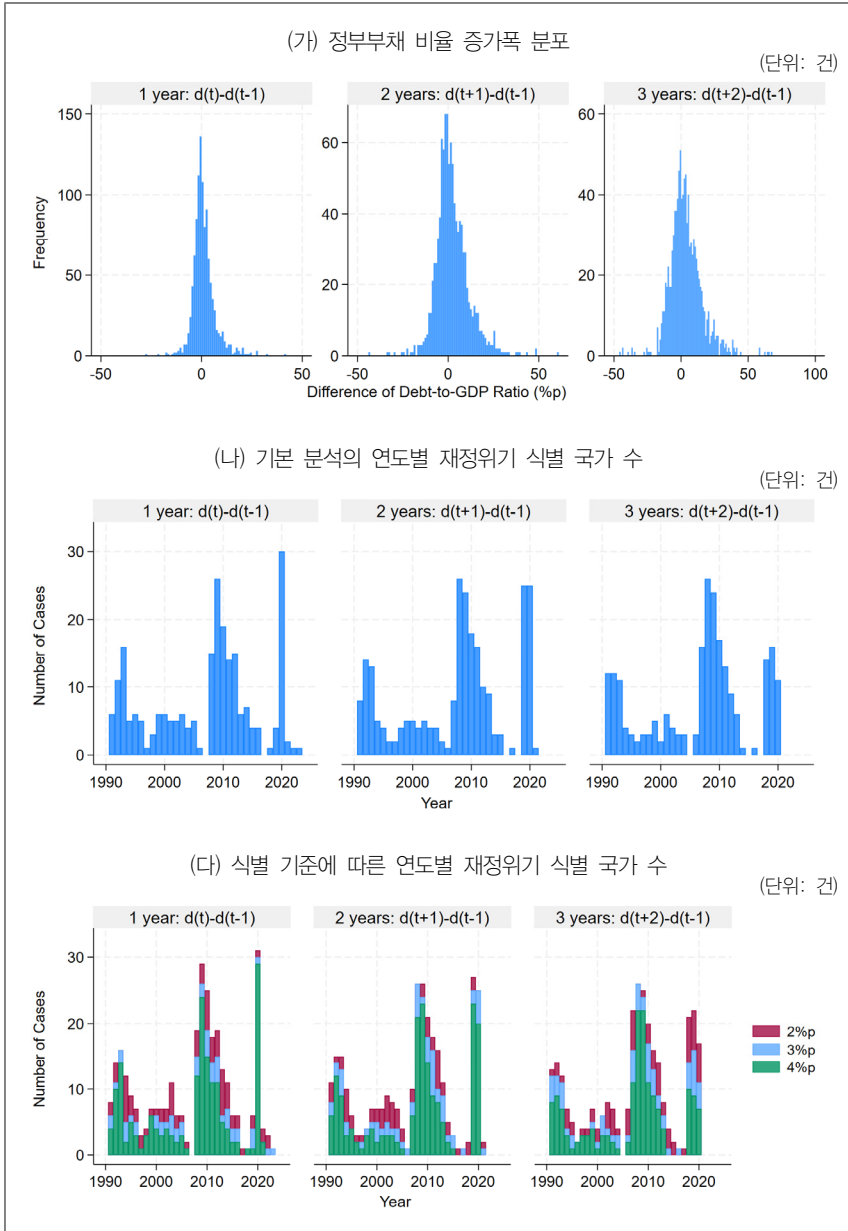 (가) 정부부채 비율 증가폭 분포
(단위: 건)
1 year: d(t)-d(t-1) 2 years: d(t+1)-d(t-1) 3 years: d(t+2)-d(t-1)
150 60
60
100 40
40
50 20
20
0 0 0
-50 0 50 -50 0 50 -50 0 50 100
Frequency
Difference of Debt-to-GDP Ratio (%p)
(나) 기본 분석의 연도별 재정위기 식별 국가 수
(단위: 건)
1 year: d(t)-d(t-1) 2 years: d(t+1)-d(t-1) 3 years: d(t+2)-d(t-1)
30
20
10
0
Number of Cases
1990 2000 2010 2020 1990 2000 2010 2020 1990 2000 2010 2020
Year
(다) 식별 기준에 따른 연도별 재정위기 식별 국가 수
(단위: 건)
1 year: d(t)-d(t-1) 2 years: d(t+1)-d(t-1) 3 years: d(t+2)-d(t-1)
30
20
10
0
Number of Cases
2%p
3%p
4%p
1990 2000 2010 2020 1990 2000 2010 2020 1990 2000 2010 2020
Year